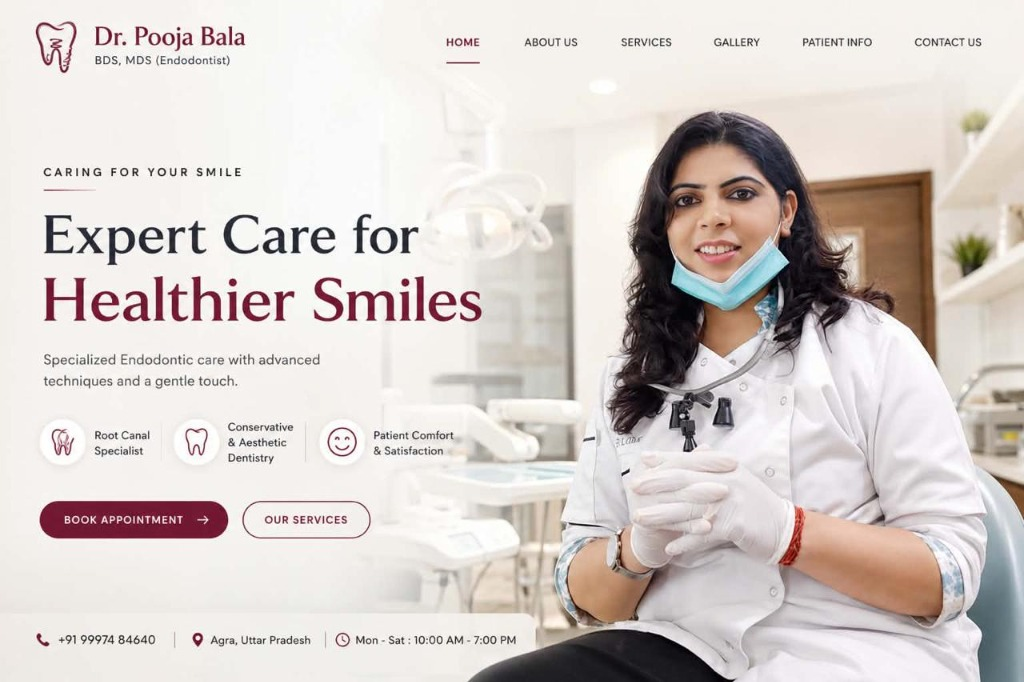 Dr. Pooja Bala
BDS, MDS (Endodontist)
HOME
ABOUT US
SERVICES
GALLERY
PATIENT INFO
CONTACT US
CARING FOR YOUR SMILE
Expert Care for
Healthier Smiles
Specialized Endodontic care with advanced
techniques and a gentle touch.
Root Canal
Specialist
Conservative
& Aesthetic
Dentistry
Patient Comfort
& Satisfaction
BOOK APPOINTMENT →
OUR SERVICES
+91 99974 84640
Agra, Uttar Pradesh
Mon - Sat : 10:00 AM - 7:00 PM